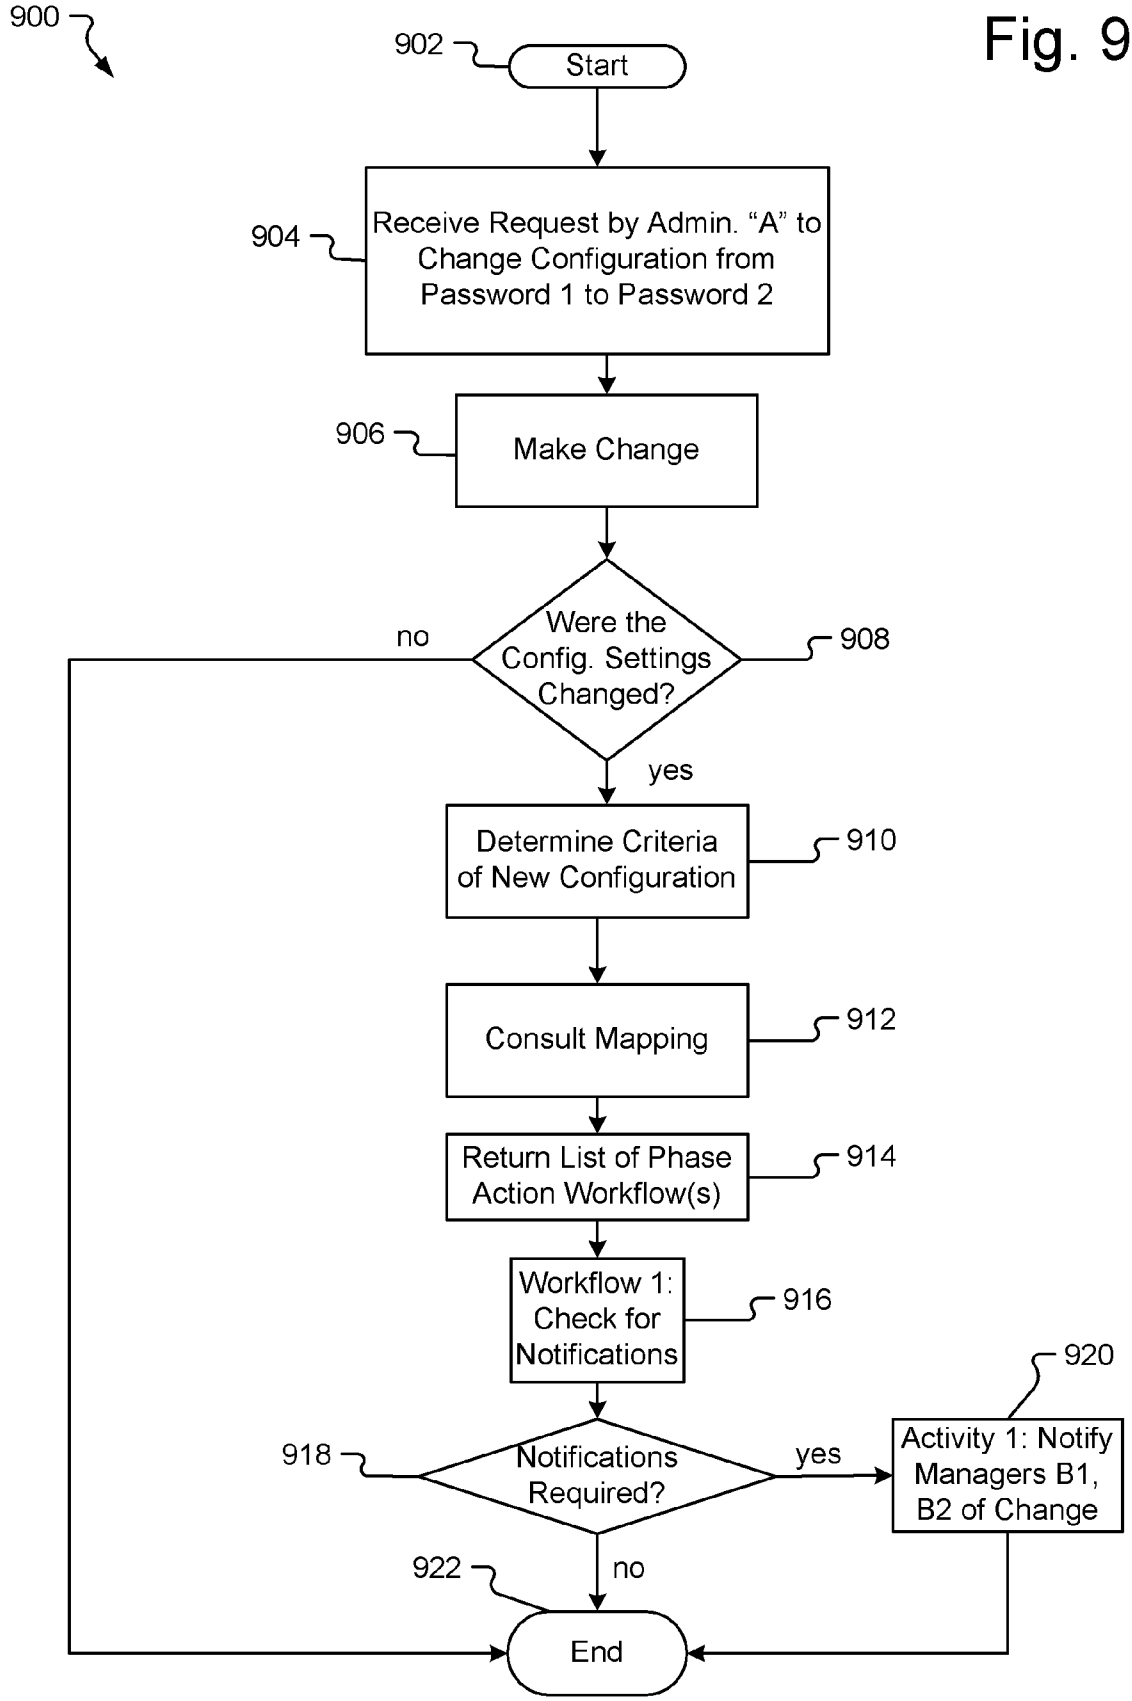 900
Fig. 9
902
Start
904
Receive Request by Admin. “A” to
Change Configuration from
Password 1 to Password 2
906
Make Change
no
Were the
Config. Settings
Changed?
908
yes
Determine Criteria
of New Configuration
910
Consult Mapping
912
Return List of Phase
Action Workflow(s)
914
Workflow 1:
Check for
Notifications
916
918
Notifications
Required?
yes
920
Activity 1: Notify
Managers B1,
B2 of Change
no
922
End